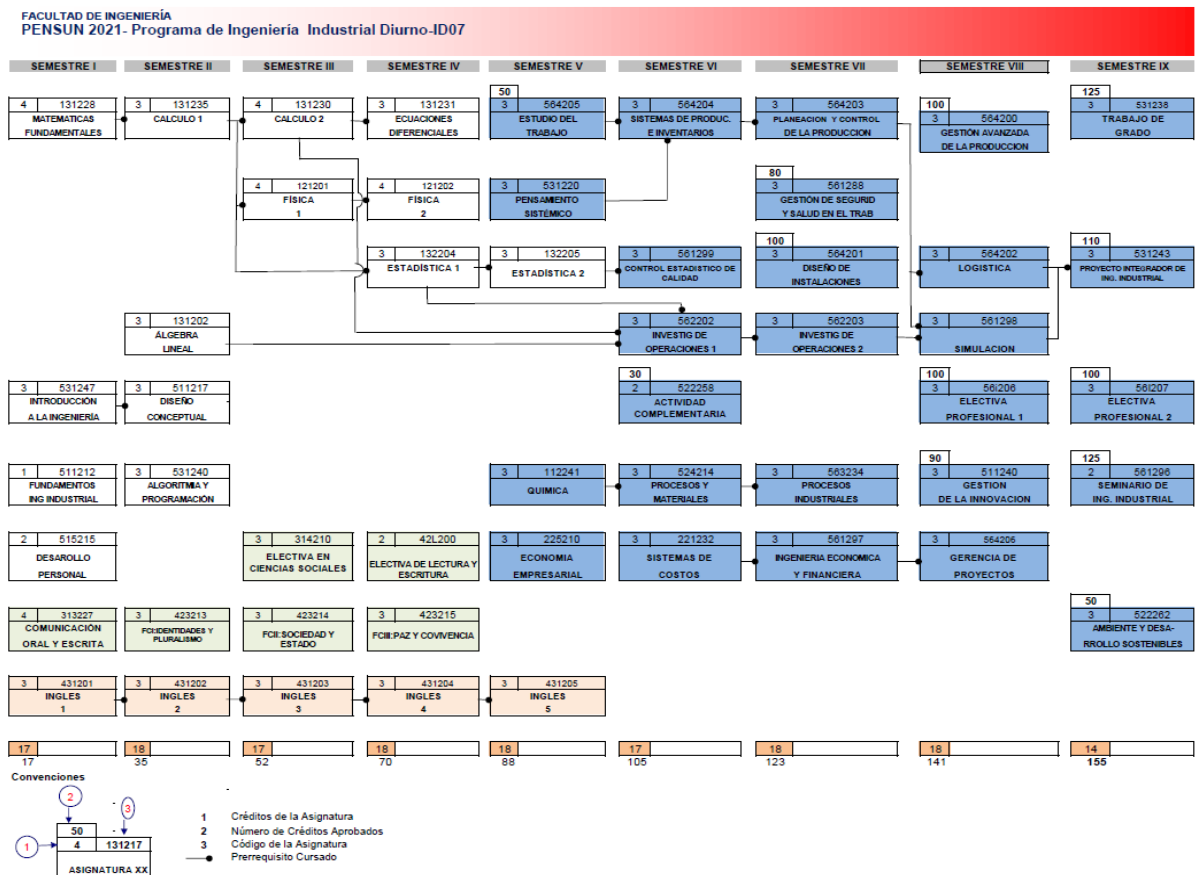 FACULTAD DE INGENIERÍA
PENSUN 2021- Programa de Ingeniería Industrial Diurno-ID07
SEMESTRE I SEMESTRE II SEMESTRE III SEMESTRE IV SEMESTRE V SEMESTRE VI SEMESTRE VII SEMESTRE VIII SEMESTRE IX
4 131228
MATEMATICAS
FUNDAMENTALES
3 131235
CALCULO 1
4 131230
CALCULO 2
3 131231
ECUACIONES
DIFERENCIALES
50
3 564205
ESTUDIO DEL
TRABAJO
3 564204
SISTEMAS DE PRODUC.
E INVENTARIOS
3 564203
PLANEACION Y CONTROL
DE LA PRODUCCION
100
3 564200
GESTIÓN AVANZADA
DE LA PRODUCCION
125
3 531238
TRABAJO DE
GRADO
4 121201
FÍSICA
1
4 121202
FÍSICA
2
3 531220
PENSAMIENTO
SISTÉMICO
80
3 561288
GESTIÓN DE SEGURID
Y SALUD EN EL TRAB
3 132204
ESTADÍSTICA 1
3 132205
ESTADÍSTICA 2
3 561299
CONTROL ESTADISTICO DE
CALIDAD
100
3 564201
DISEÑO DE
INSTALACIONES
3 564202
LOGISTICA
110
3 531243
PROYECTO INTEGRADOR DE
ING. INDUSTRIAL
3 131202
ÁLGEBRA
LINEAL
3 562202
INVESTIG DE
OPERACIONES 1
3 562203
INVESTIG DE
OPERACIONES 2
3 561298
SIMULACION
3 531247
INTRODUCCIÓN
A LA INGENIERÍA
3 511217
DISEÑO
CONCEPTUAL
30
2 522258
ACTIVIDAD
COMPLEMENTARIA
100
3 56I206
ELECTIVA
PROFESIONAL 1
100
3 56I207
ELECTIVA
PROFESIONAL 2
1 511212
FUNDAMENTOS
ING INDUSTRIAL
3 531240
ALGORITMIA Y
PROGRAMACIÓN
3 112241
QUIMICA
3 524214
PROCESOS Y
MATERIALES
3 563234
PROCESOS
INDUSTRIALES
90
3 511240
GESTION
DE LA INNOVACION
125
2 561296
SEMINARIO DE
ING. INDUSTRIAL
2 515215
DESAROLLO
PERSONAL
3 314210
ELECTIVA EN
CIENCIAS SOCIALES
2 42L200
ELECTIVA DE LECTURA Y
ESCRITURA
3 225210
ECONOMIA
EMPRESARIAL
3 221232
SISTEMAS DE
COSTOS
3 561297
INGENIERIA ECONOMICA
Y FINANCIERA
3 564206
GERENCIA DE
PROYECTOS
4 313227
COMUNICACIÓN
ORAL Y ESCRITA
3 423213
FCI:IDENTIDADES Y
PLURALISMO
3 423214
FCII:SOCIEDAD Y
ESTADO
3 423215
FCIII:PAZ Y COVIVENCIA
50
3 522262
AMBIENTE Y DESA-
RROLLO SOSTENIBLES
3 431201
INGLES
1
3 431202
INGLES
2
3 431203
INGLES
3
3 431204
INGLES
4
3 431205
INGLES
5
17 18 17 18 18 17 18 18 14
17 35 52 70 88 105 123 141 155
Convenciones
2
3
1
50
4 131217
ASIGNATURA XX
1 Créditos de la Asignatura
2 Número de Créditos Aprobados
3 Código de la Asignatura
Prerrequisito Cursado